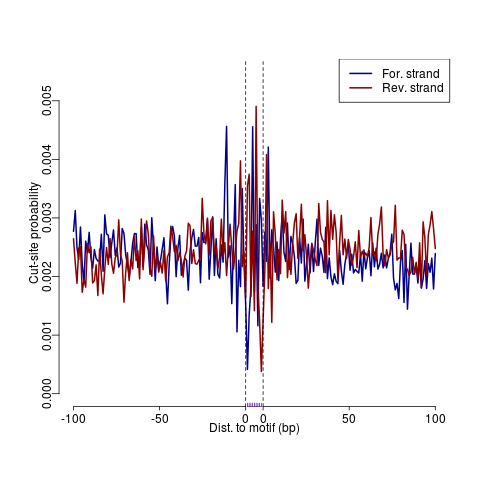 For. strand
Rev. strand
Cut-site probability
0.005
0.004
0.003
0.002
0.001
0.000
-100 -50 0 0 50 100
Dist. to motif (bp)